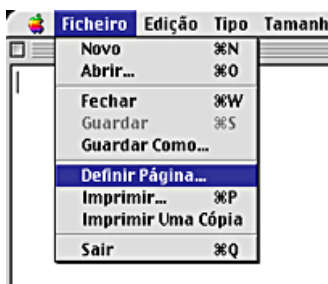 Ficheiro Edição Tipo Tamanh
Novo ⌘N
Abrir... ⌘O
Fechar ⌘W
Guardar ⌘S
Guardar Como...
Definir Página...
Imprimir... ⌘P
Imprimir Uma Cópia
Sair ⌘Q